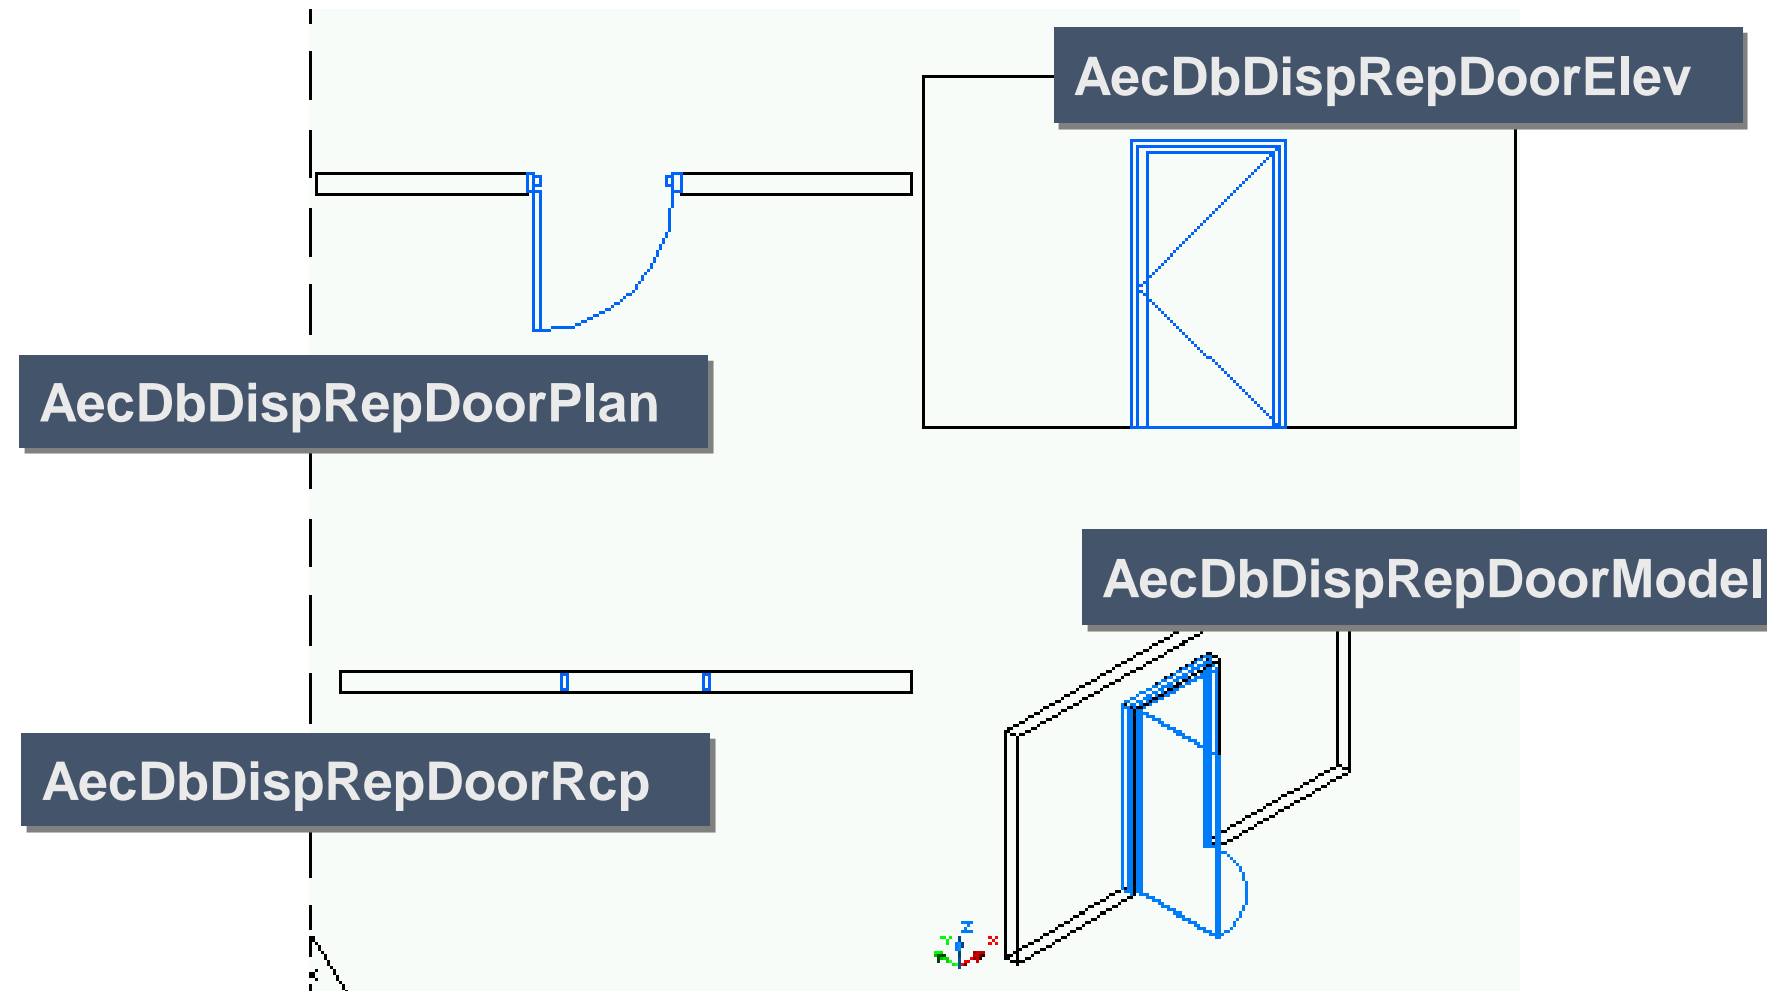 AecDbDispRepDoorElev
AecDbDispRepDoorPlan
AecDbDispRepDoorModel
AecDbDispRepDoorRcp
Z
Y
X